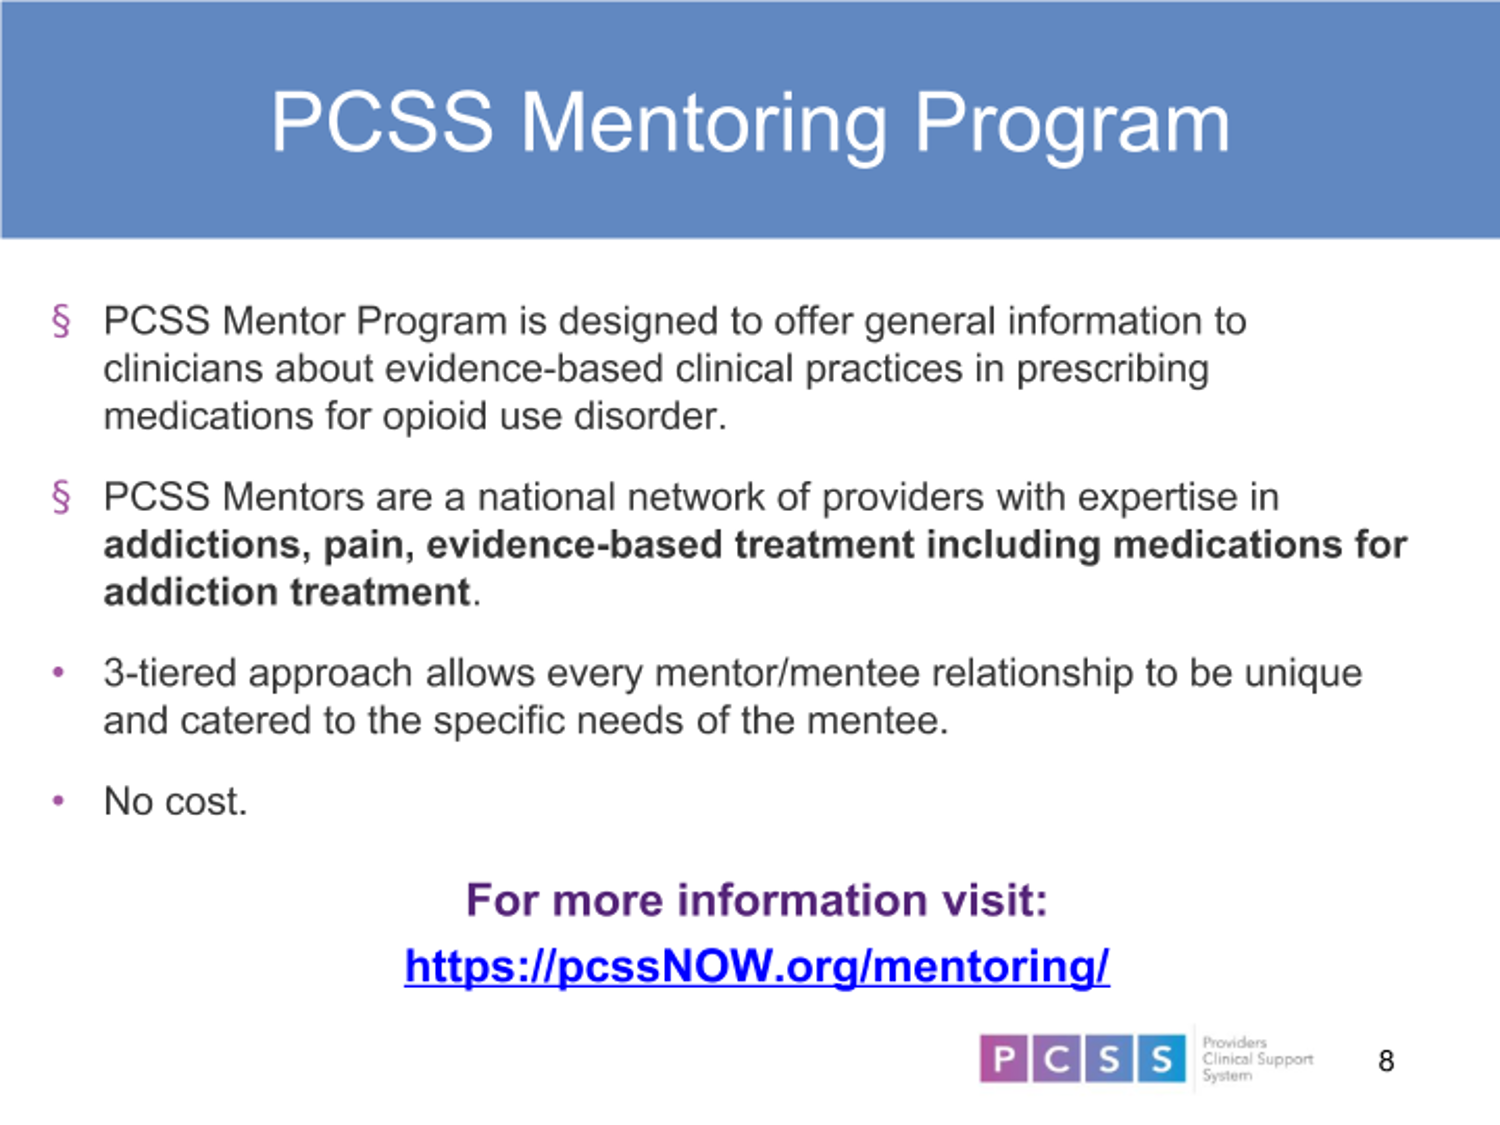 PCSS Mentoring Program
§ PCSS Mentor Program is designed to offer general information to
clinicians about evidence-based clinical practices in prescribing
medications for opioid use disorder.
§ PCSS Mentors are a national network of providers with expertise in
addictions, pain, evidence-based treatment including medications for
addiction treatment.
• 3-tiered approach allows every mentor/mentee relationship to be unique
and catered to the specific needs of the mentee.
• No cost.
For more information visit:
https://pcssNOW.org/mentoring/
PCSS
Providers
Clinical Support
System
8